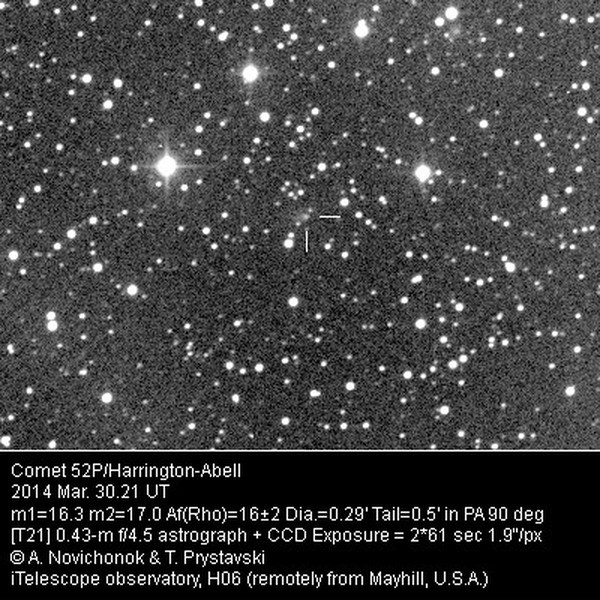 Comet 52P/Harrington-Abell
2014 Mar. 30.21 UT
m1=16.3 m2=17.0 Af(Rho)=16±2 Dia.=0.29' Tail=0.5' in PA 90 deg
[T21] 0.43-m f/4.5 astrograph + CCD Exposure = 2*61 sec 1.9"/px
© A. Novichonok & T. Prystavski
iTelescope observatory, H06 (remotely from Mayhill, U.S.A.)